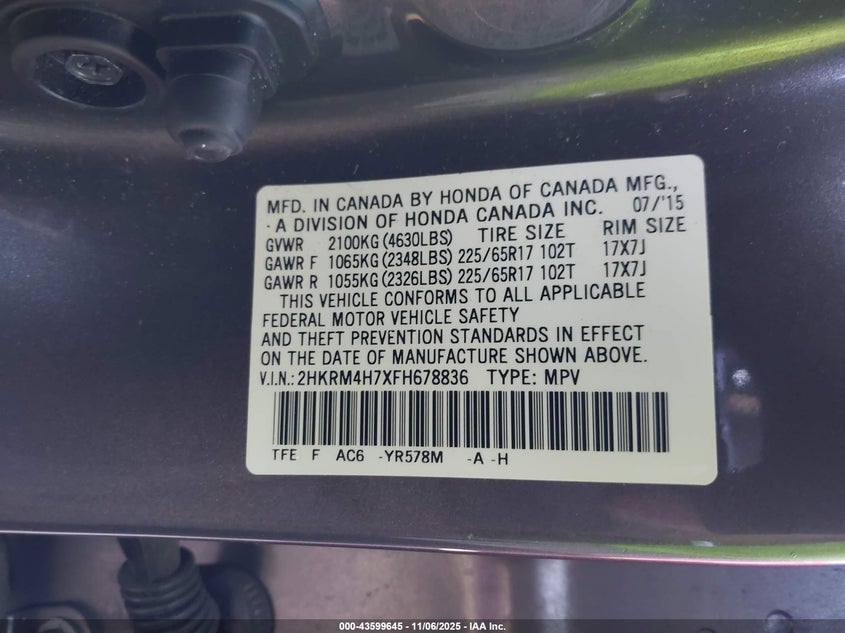 MFD. IN CANADA BY HONDA OF CANADA MFG.,
A DIVISION OF HONDA CANADA INC. 07/'15
GVWR 2100KG(4630LBS) TIRE SIZE RIM SIZE
GAWR F 1065KG(2348LBS) 225/65R17 102T 17X7J
GAWR R 1055KG(2326LBS) 225/65R17 102T 17X7J
THIS VEHICLE CONFORMS TO ALL APPLICABLE
FEDERAL MOTOR VEHICLE SAFETY
AND THEFT PREVENTION STANDARDS IN EFFECT
ON THE DATE OF MANUFACTURE SHOWN ABOVE.
V.I.N.: 2HKRM4H7XFH678836 TYPE: MPV
TFE F AC6 -YR578M -A -H
000-43599645 - 11/06/2025 - IAA Inc.